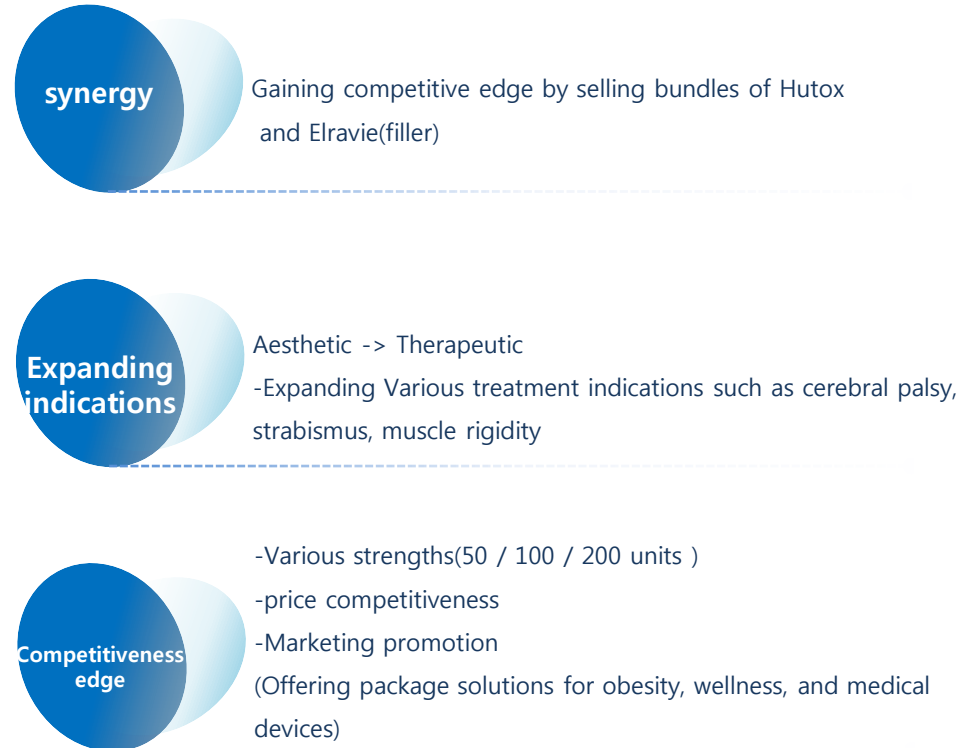 synergy
Gaining competitive edge by selling bundles of Hutox
and Elravie(filler)
Expanding
indications
Aesthetic -> Therapeutic
-Expanding Various treatment indications such as cerebral palsy,
strabismus, muscle rigidity
Competitiveness
edge
-Various strengths(50 / 100 / 200 units )
-price competitiveness
-Marketing promotion
(Offering package solutions for obesity, wellness, and medical
devices)